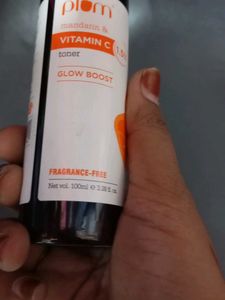 plum
mandarin &
VITAMIN C
toner
GLOW BOOST
FRAGRANCE-FREE
Net vol. 100ml ℮ 3.38 fl. oz.